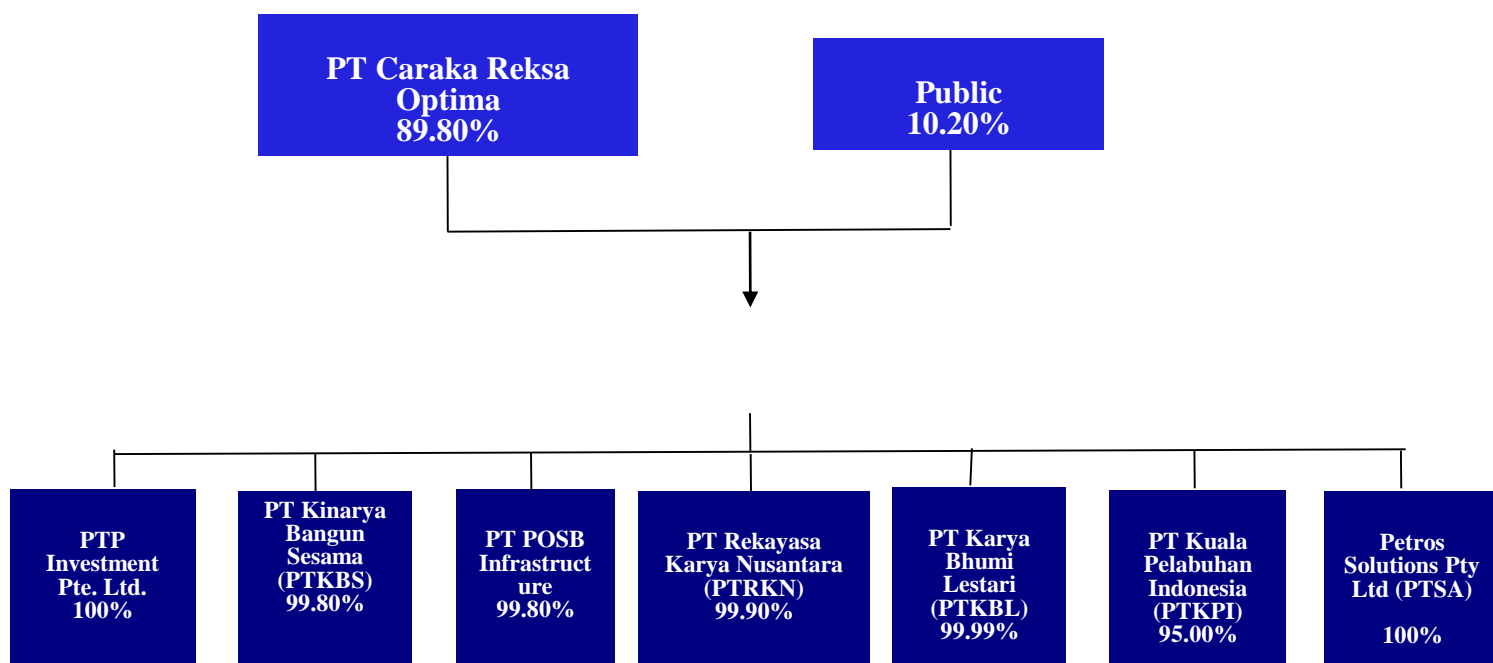 PT Caraka Reksa
Optima
89.80%
Public
10.20%
PTP
Investment
Pte. Ltd.
100%
PT Kinarya
Bangun
Sesama
(PTKBS)
99.80%
PT POSB
Infrastruct
ure
99.80%
PT Rekayasa
Karya Nusantara
(PTRKN)
99.90%
PT Karya
Bhumi
Lestari
(PTKBL)
99.99%
PT Kuala
Pelabuhan
Indonesia
(PTKPI)
95.00%
Petros
Solutions Pty
Ltd (PTSA)
100%